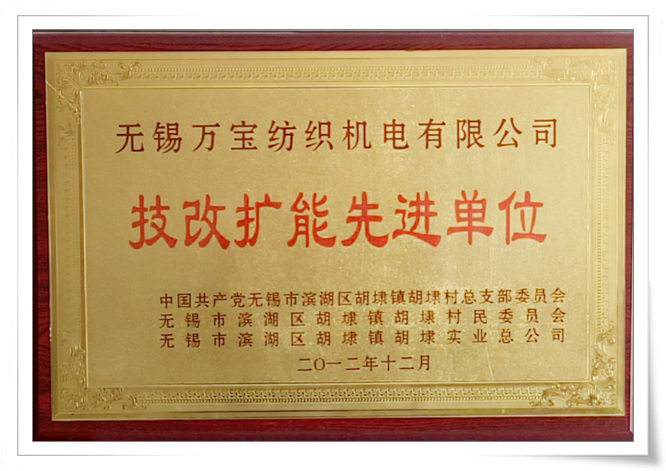 无锡万宝纺织机电有限公司
技改扩能先进单位
中国共产党无锡市滨湖区胡埭镇胡埭村总支部委员会
无锡市滨湖区胡埭镇胡埭村民委员会
无锡市滨湖区胡埭镇胡埭实业总公司
二〇一二年十二月